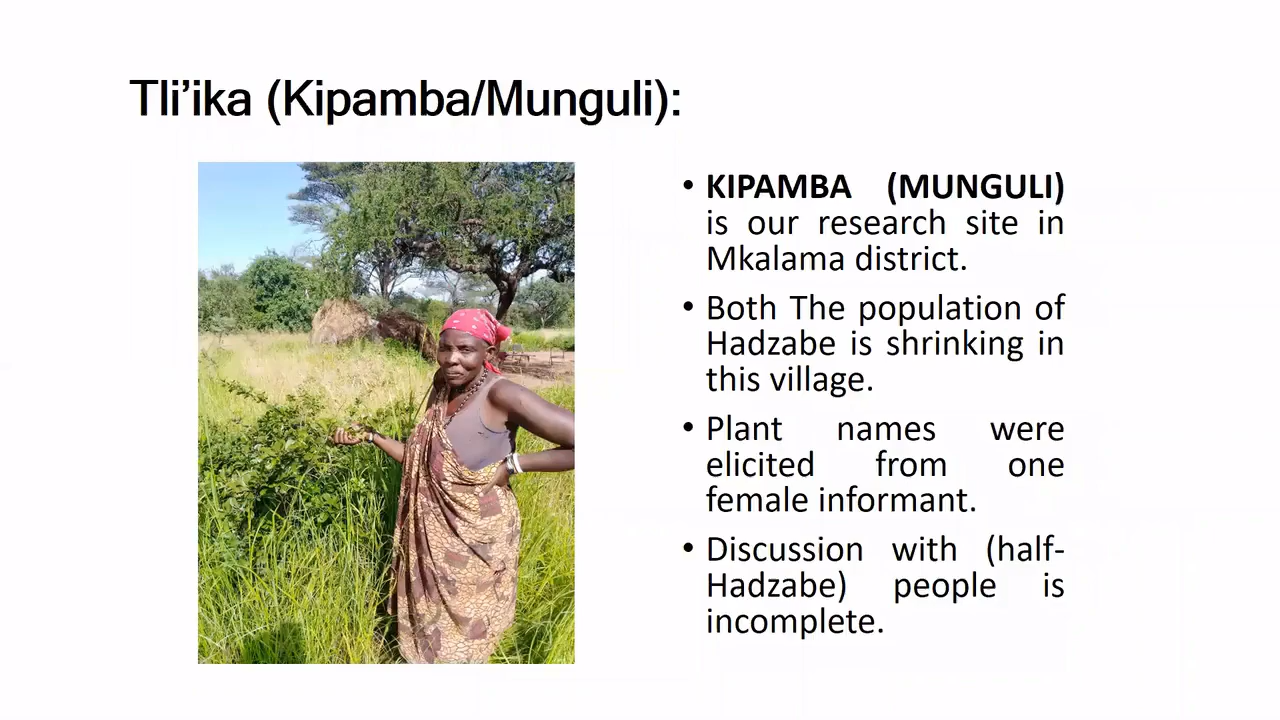 Tli’ika (Kipamba/Munguli):
• KIPAMBA (MUNGULI)
is our research site in
Mkalama district.
• Both The population of
Hadzabe is shrinking in
this village.
• Plant names were
elicited from one
female informant.
• Discussion with (half-
Hadzabe) people is
incomplete.